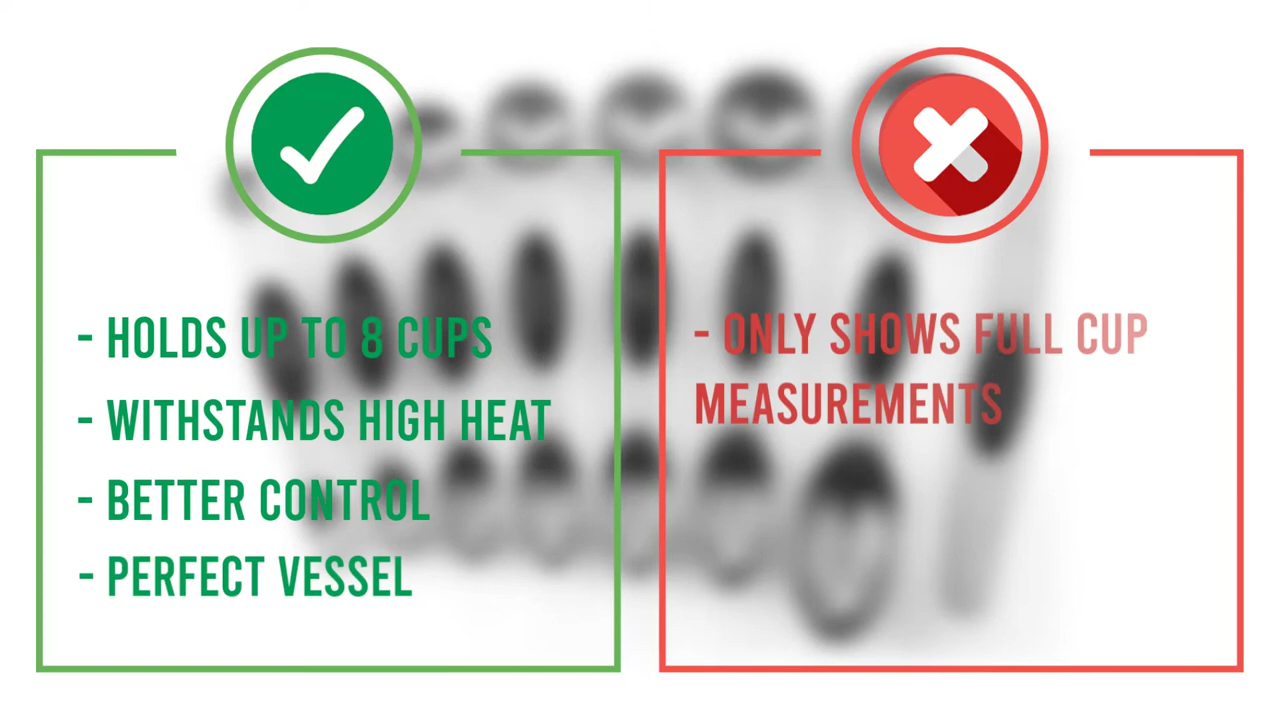 - HOLDS UP TO 8 CUPS
- WITHSTANDS HIGH HEAT
- BETTER CONTROL
- PERFECT VESSEL
- ONLY SHOWS FULL CUP
MEASUREMENTS